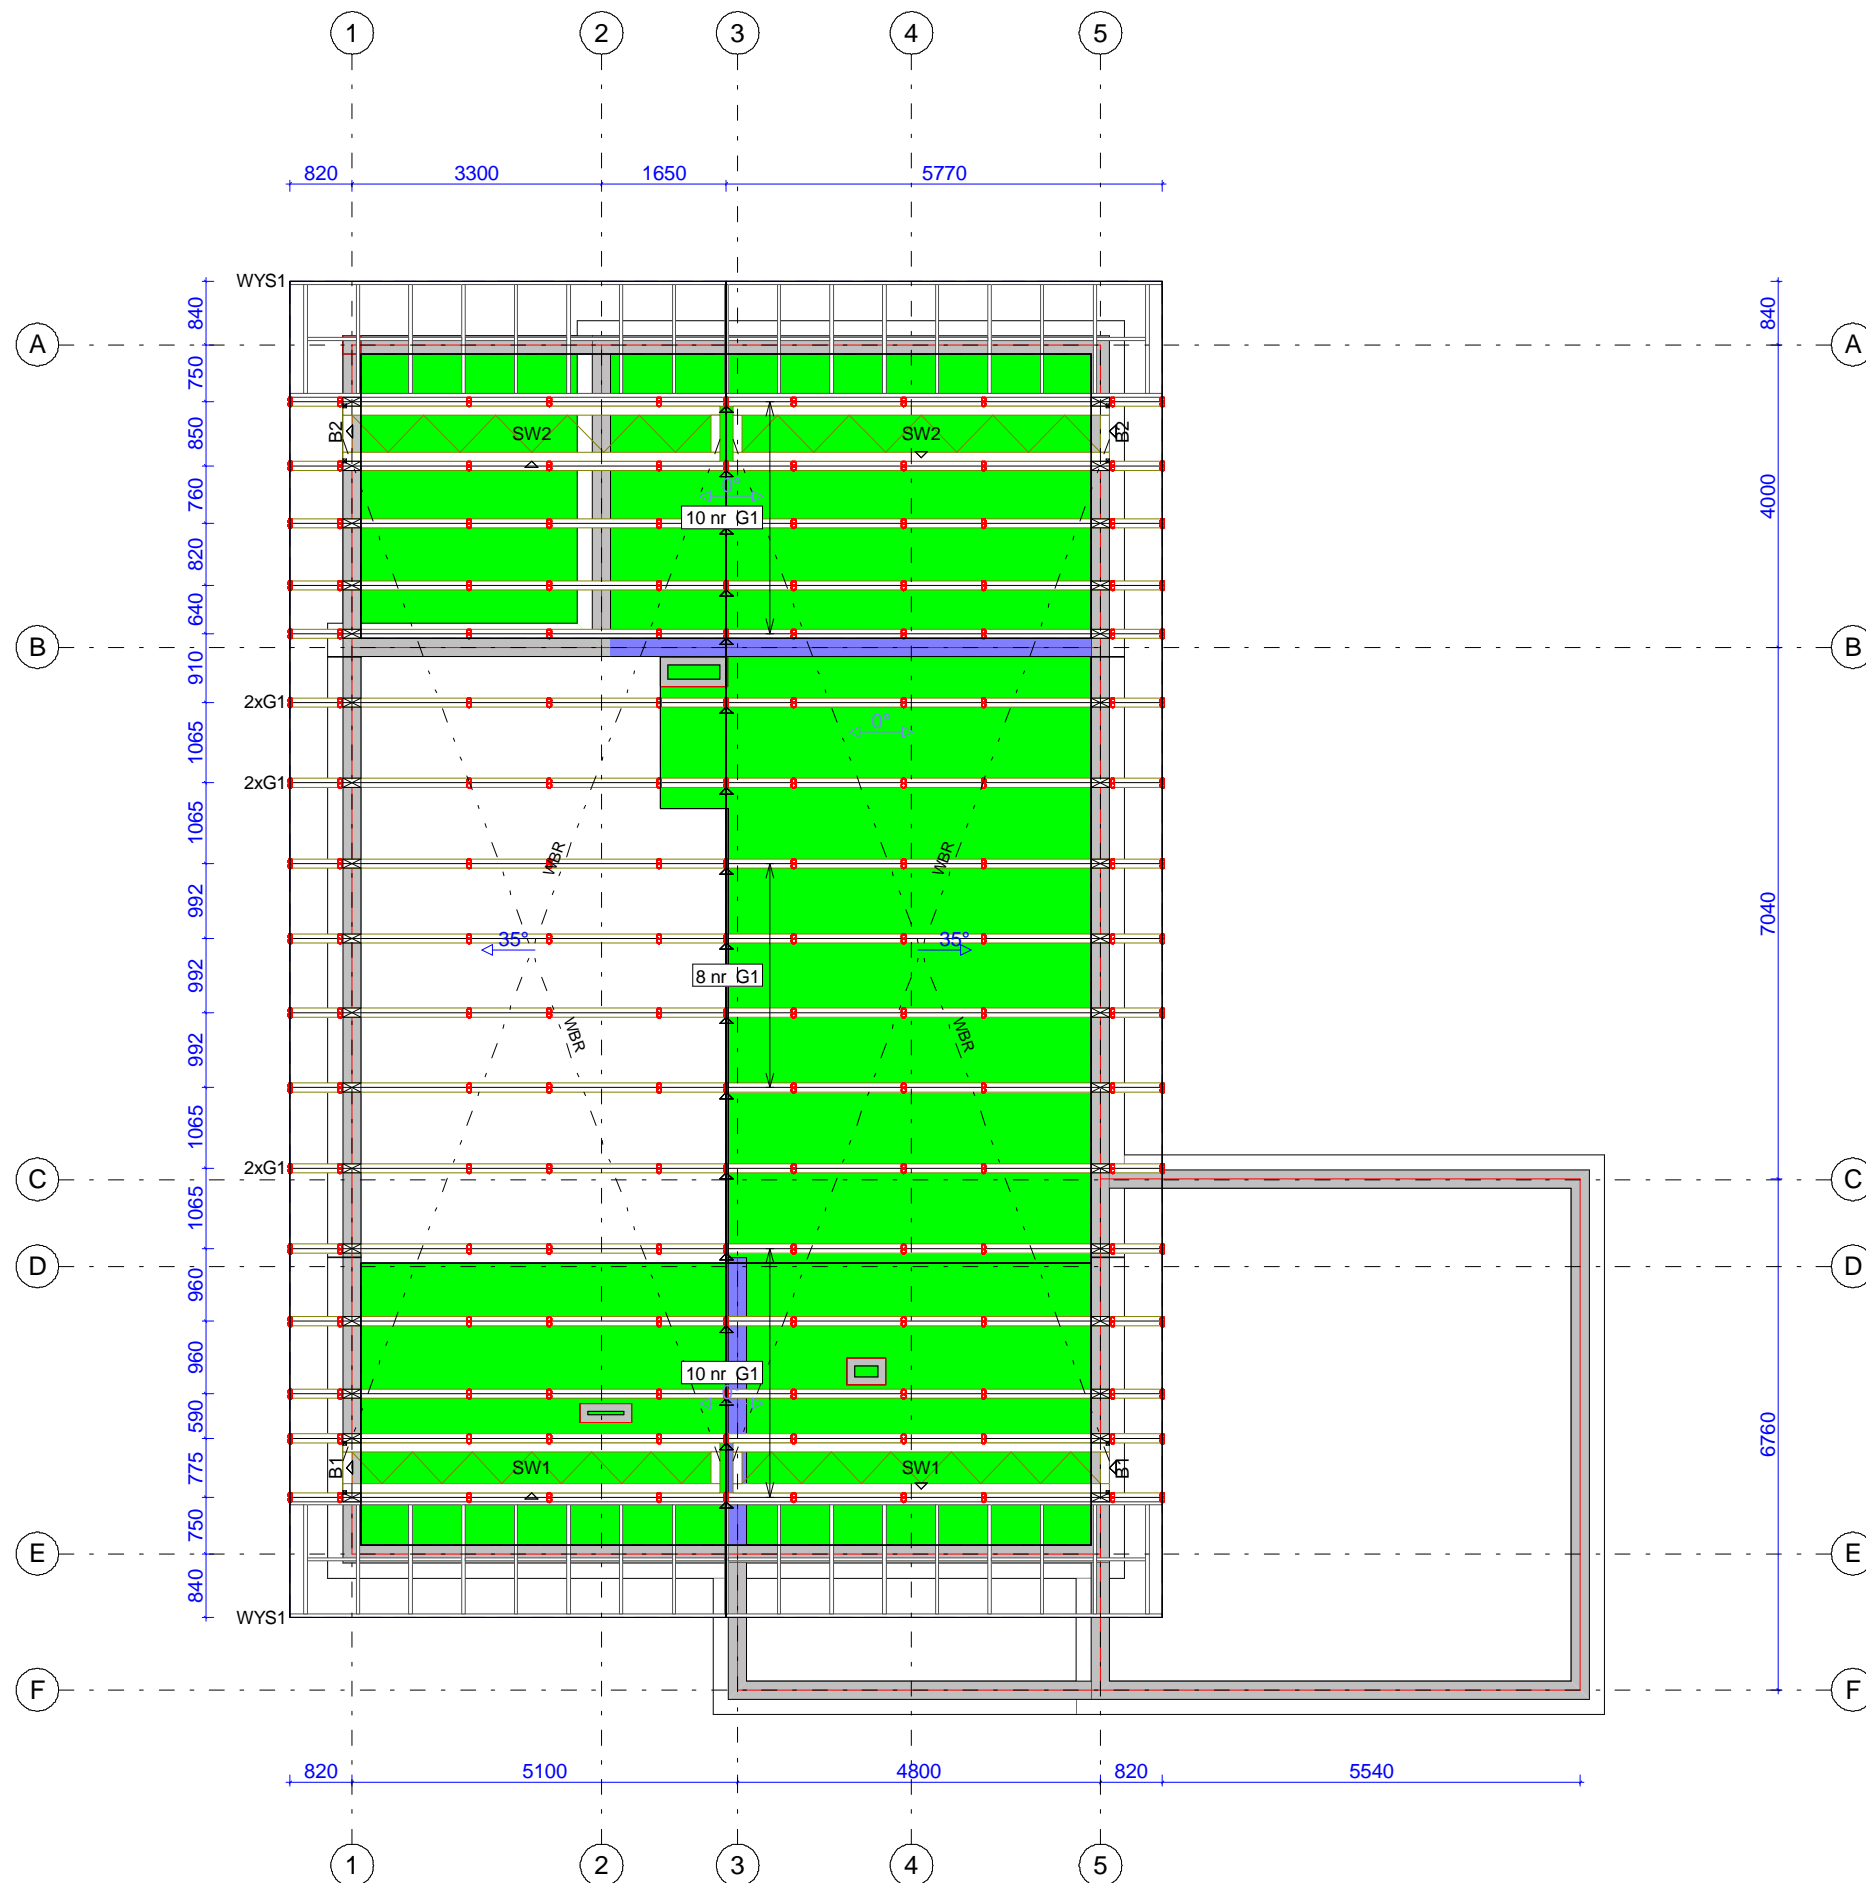 1 2 3 4 5
820 3300 1650 5770
WYS1
840 840
A A
750
850 B2 SW2 SW2 B2
0°
760 10 nr G1 4000
820
640
B B
910
2xG1
0°
1065
2xG1
1065
WBR WBR
992 7040
35° 35°
992 8 nr G1
WBR WBR
992
1065
2xG1
C C
1065
D D
960
960 10 nr G1
590 6760
775 B1 SW1 SW1 B1
750
E E
840
WYS1
F F
820 5100 4800 820 5540
1 2 3 4 5